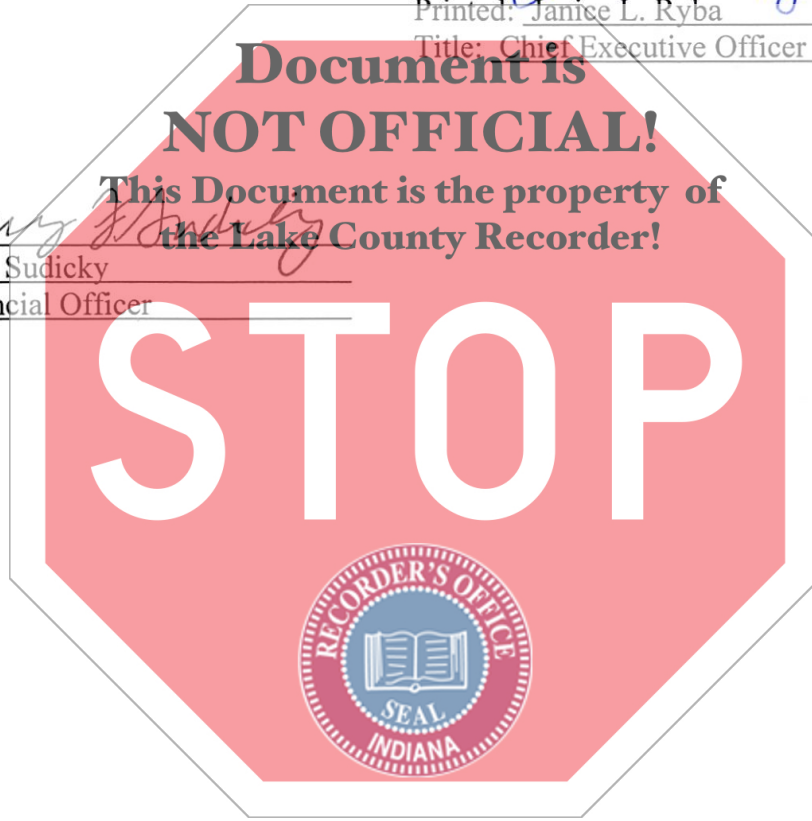 Printed: Janice L. Ryba
Title: Chief Executive Officer
Document is
NOT OFFICIAL!
This Document is the property of
the Lake County Recorder!
Sudicky
ncial Officer
STOP
RECORDER'S OFFICE
SEAL
INDIANA